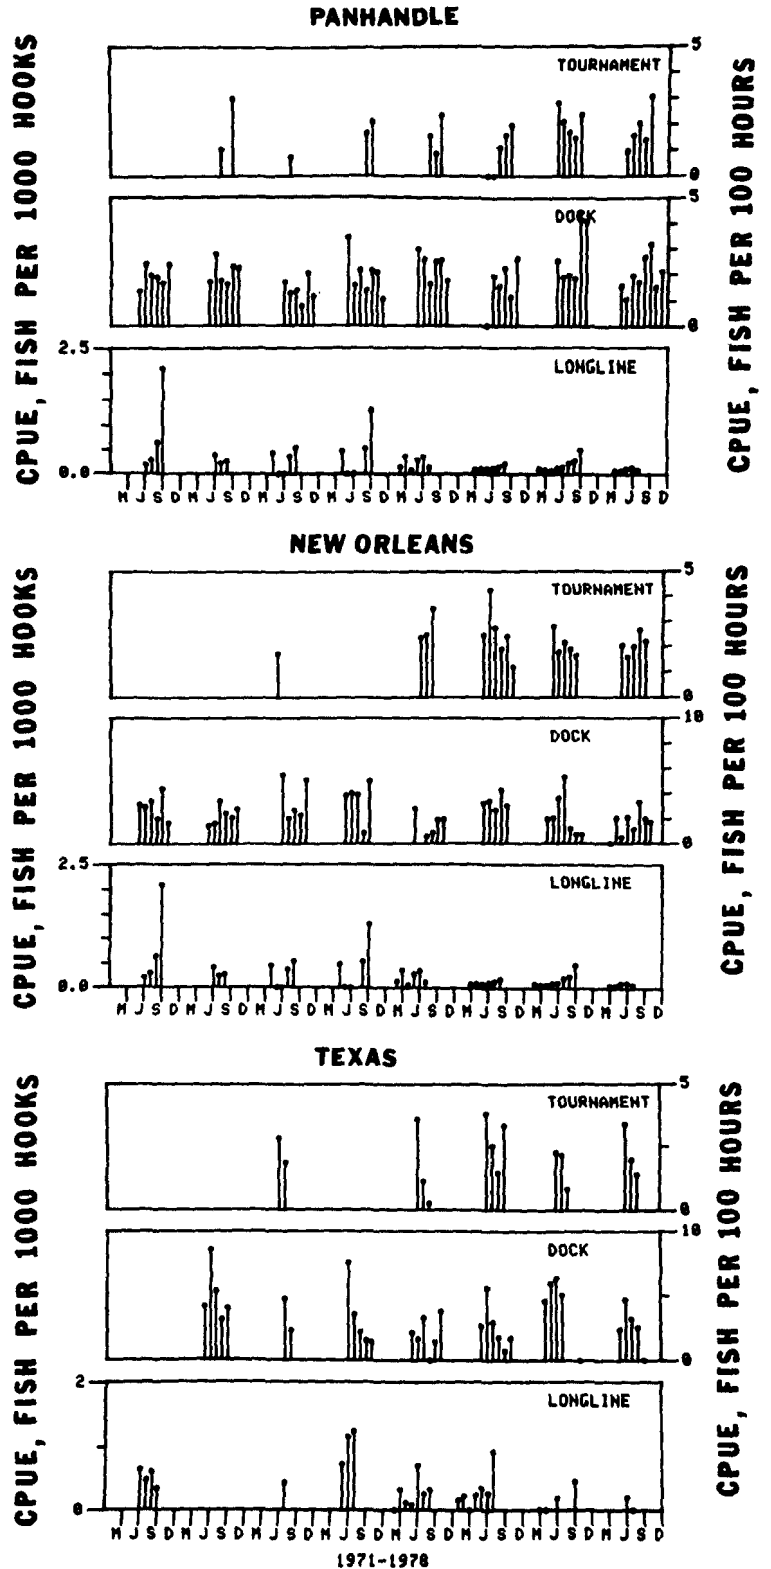 PANHANDLE
CPUE, FISH PER 1000 HOOKS
CPUE, FISH PER 100 HOURS
5
TOURNAMENT
0
5
DOCK
0
2.5
LONGLINE
0.0
M J S D M J S D M J S D M J S D M J S D M J S D M J S D M J S D
NEW ORLEANS
CPUE, FISH PER 1000 HOOKS
CPUE, FISH PER 100 HOURS
5
TOURNAMENT
0
10
DOCK
0
2.5
LONGLINE
0.0
M J S D M J S D M J S D M J S D M J S D M J S D M J S D M J S D
TEXAS
CPUE, FISH PER 1000 HOOKS
CPUE, FISH PER 100 HOURS
5
TOURNAMENT
0
10
DOCK
0
2
LONGLINE
0
M J S D M J S D M J S D M J S D M J S D M J S D M J S D M J S D
1971-1978